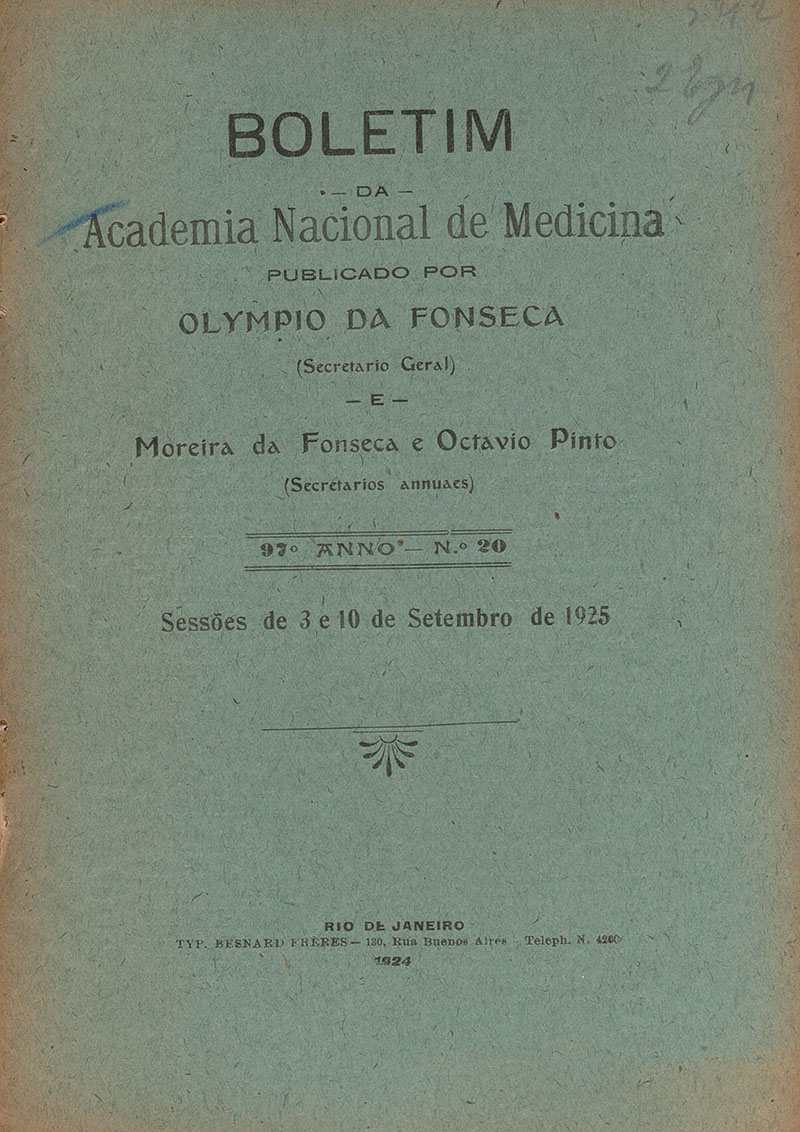 BOLETIM
— DA —
Academia Nacional de Medicina
PUBLICADO POR
OLYMPIO DA FONSECA
(Secretario Geral)
— E —
Moreira da Fonseca e Octavio Pinto
(Secretarios annuaes)
97º ANNO — N.º 20
Sessões de 3 e 10 de Setembro de 1925
RIO DE JANEIRO
TYP. BESNARD FRÈRES — 130, Rua Buenos Aires - Teleph. N. 4260
1924